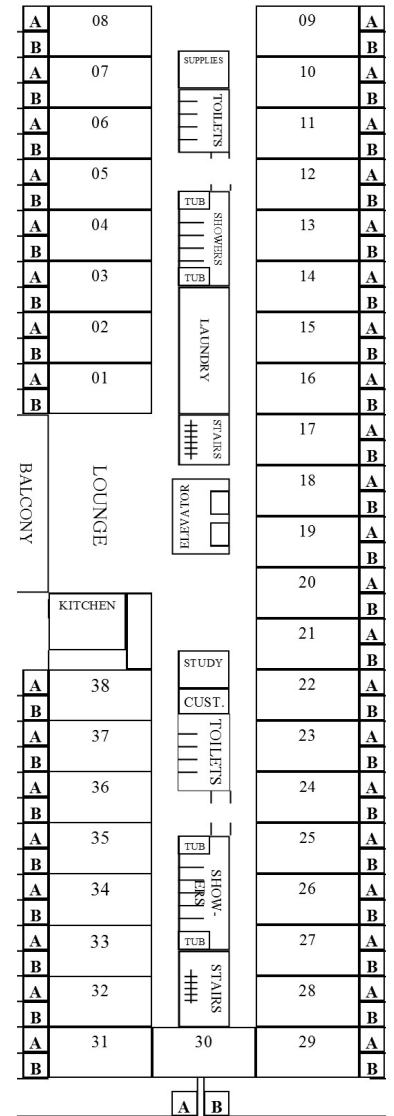 A 08 09 A
B B
SUPPLIES
A 07 10 A
B B
TOILETS
A 06 11 A
B B
A 05 12 A
B B
TUB
A 04 13 A
B B
SHOWERS
A 03 14 A
TUB
B B
A 02 15 A
B B
LAUNDRY
A 01 16 A
B B
17 A
STAIRS
B
BALCONY
LOUNGE
18 A
B
ELEVATOR
19 A
B
20 A
KITCHEN
B
21 A
B
STUDY
A 38 22 A
CUST.
B B
A 37 23 A
TOILETS
B B
A 36 24 A
B B
A 35 25 A
TUB
B B
A 34 26 A
SHOW-
ERS
B B
A 33 27 A
TUB
B B
A 32 28 A
STAIRS
B B
A 31 30 29 A
B B
A B